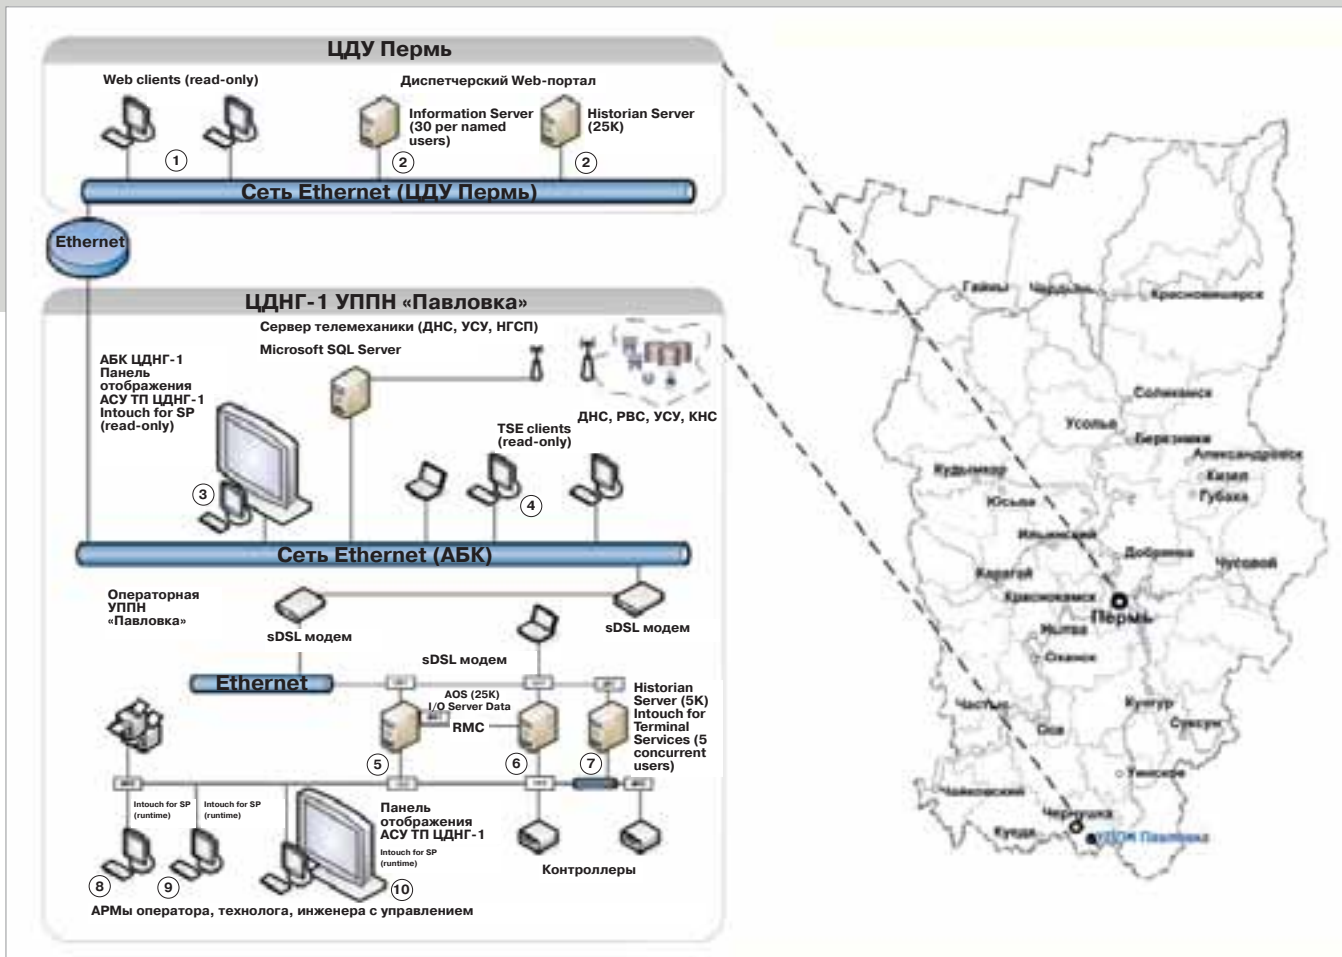 ЦДУ Пермь
Web clients (read-only)
Диспетчерский Web-портал
Information Server
(30 per named
users)
Historian Server
(25K)
1
2
2
Сеть Ethernet (ЦДУ Пермь)
Ethernet
ЦДНГ-1 УППН «Павловка»
Сервер телемеханики (ДНС, УСУ, НГСП)
Microsoft SQL Server
АБК ЦДНГ-1
Панель
отображения
АСУ ТП ЦДНГ-1
Intouch for SP
(read-only)
ДНС, РВС, УСУ, КНС
TSE clients
(read-only)
3
4
Сеть Ethernet (АБК)
Операторная
УППН
«Павловка»
sDSL модем
sDSL модем
sDSL модем
Ethernet
AOS (25K)
I/O Server Data
RMC
Historian
Server (5K)
Intouch for
Terminal
Services (5
concurrent
users)
5
6
7
Intouch for SP
(runtime)
Intouch for SP
(runtime)
Панель
отображения
АСУ ТП ЦДНГ-1
Intouch for SP
(runtime)
Контроллеры
8
9
10
АРМы оператора, технолога, инженера с управлением
Гайны
Чердынь
Красновишерск
Соликамск
Усолье
Березники
Александровск
Кизел
Губаха
Кудымкар
Юсьва
Ильинский
Добрянка
Чусовой
Карагай
Краснокамск
Пермь
Нытва
Оханск
Частые
Оса
Кунгур
Суксун
Уинское
Чайковский
Куеда
Чернушка
УППН Павловка